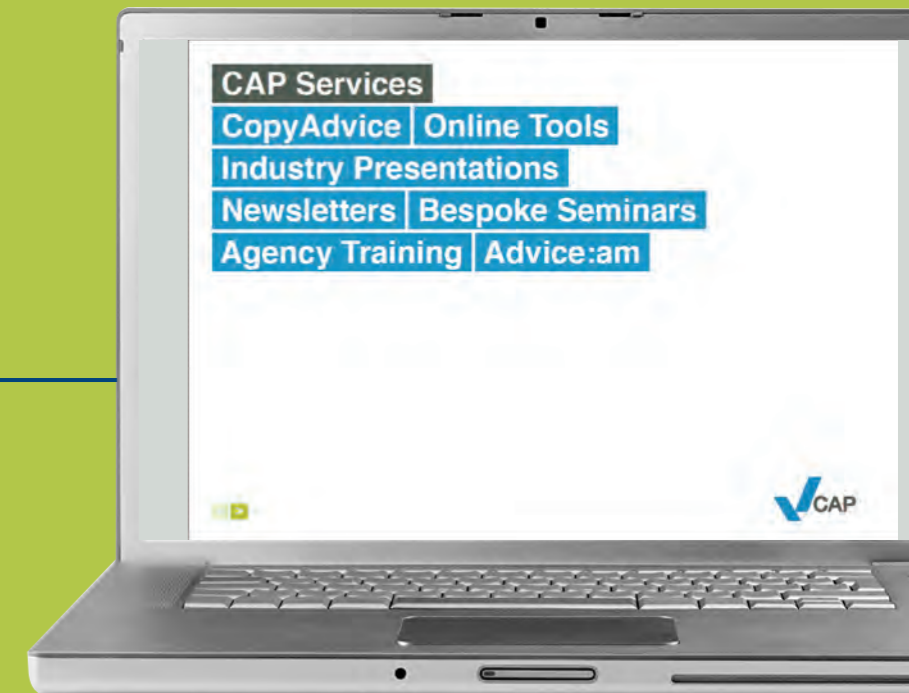 CAP Services
CopyAdvice Online Tools
Industry Presentations
Newsletters Bespoke Seminars
Agency Training Advice:am
CAP